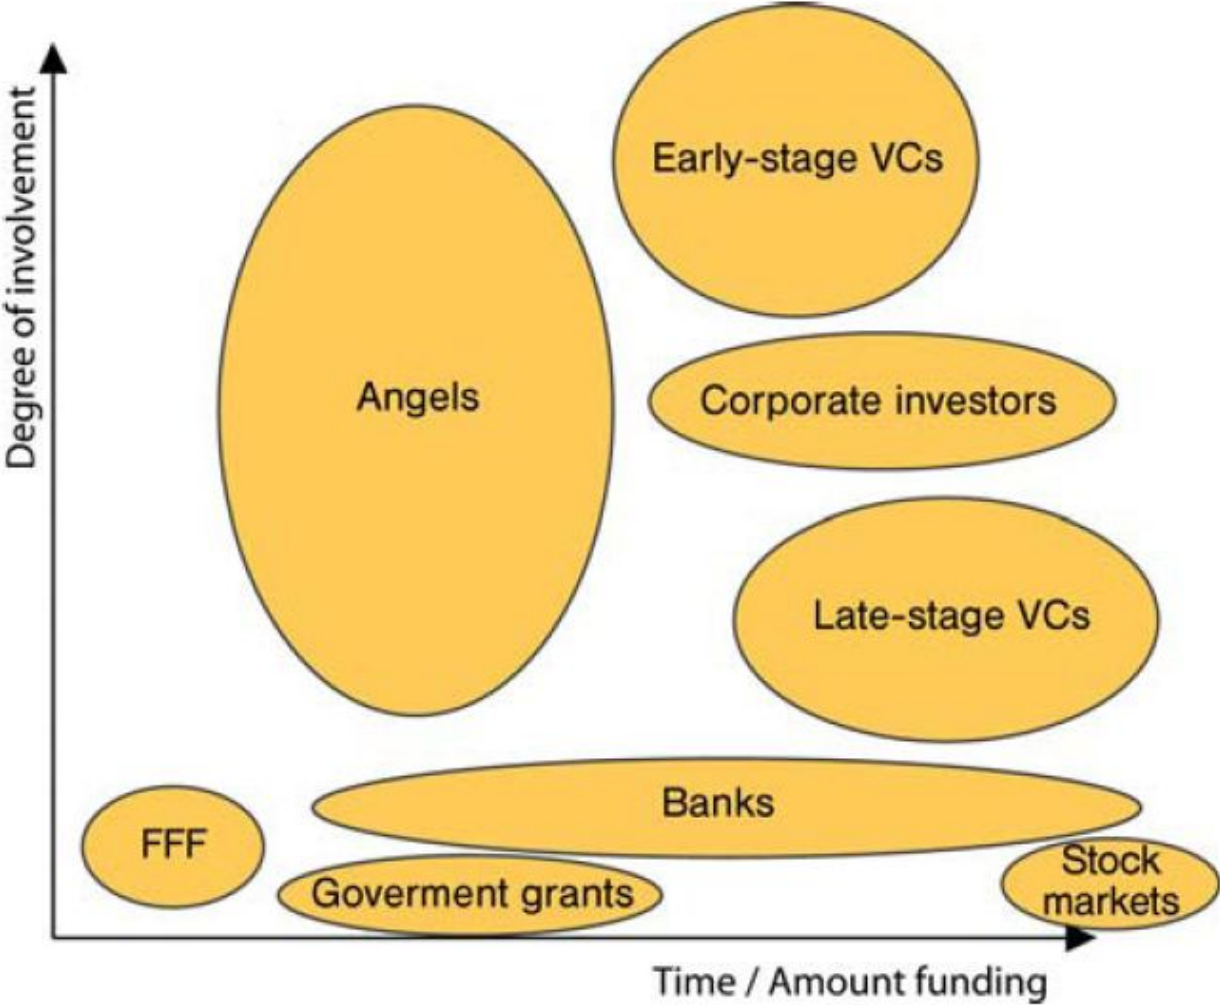 Degree of involvement
Early-stage VCs
Angels
Corporate investors
Late-stage VCs
Banks
FFF
Goverment grants
Stock
markets
Time / Amount funding